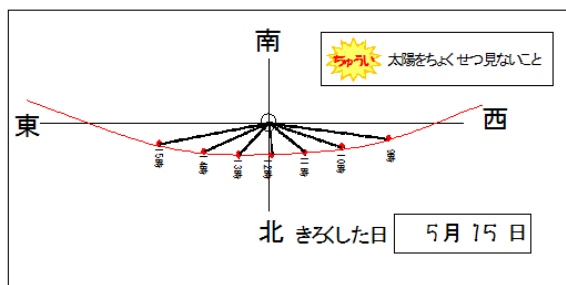 南
ちゅうい 太陽をちょくせつ見ないこと
東 西
15時 14時 13時 12時 11時 10時 9時
北 きろくした日 5月 15 日